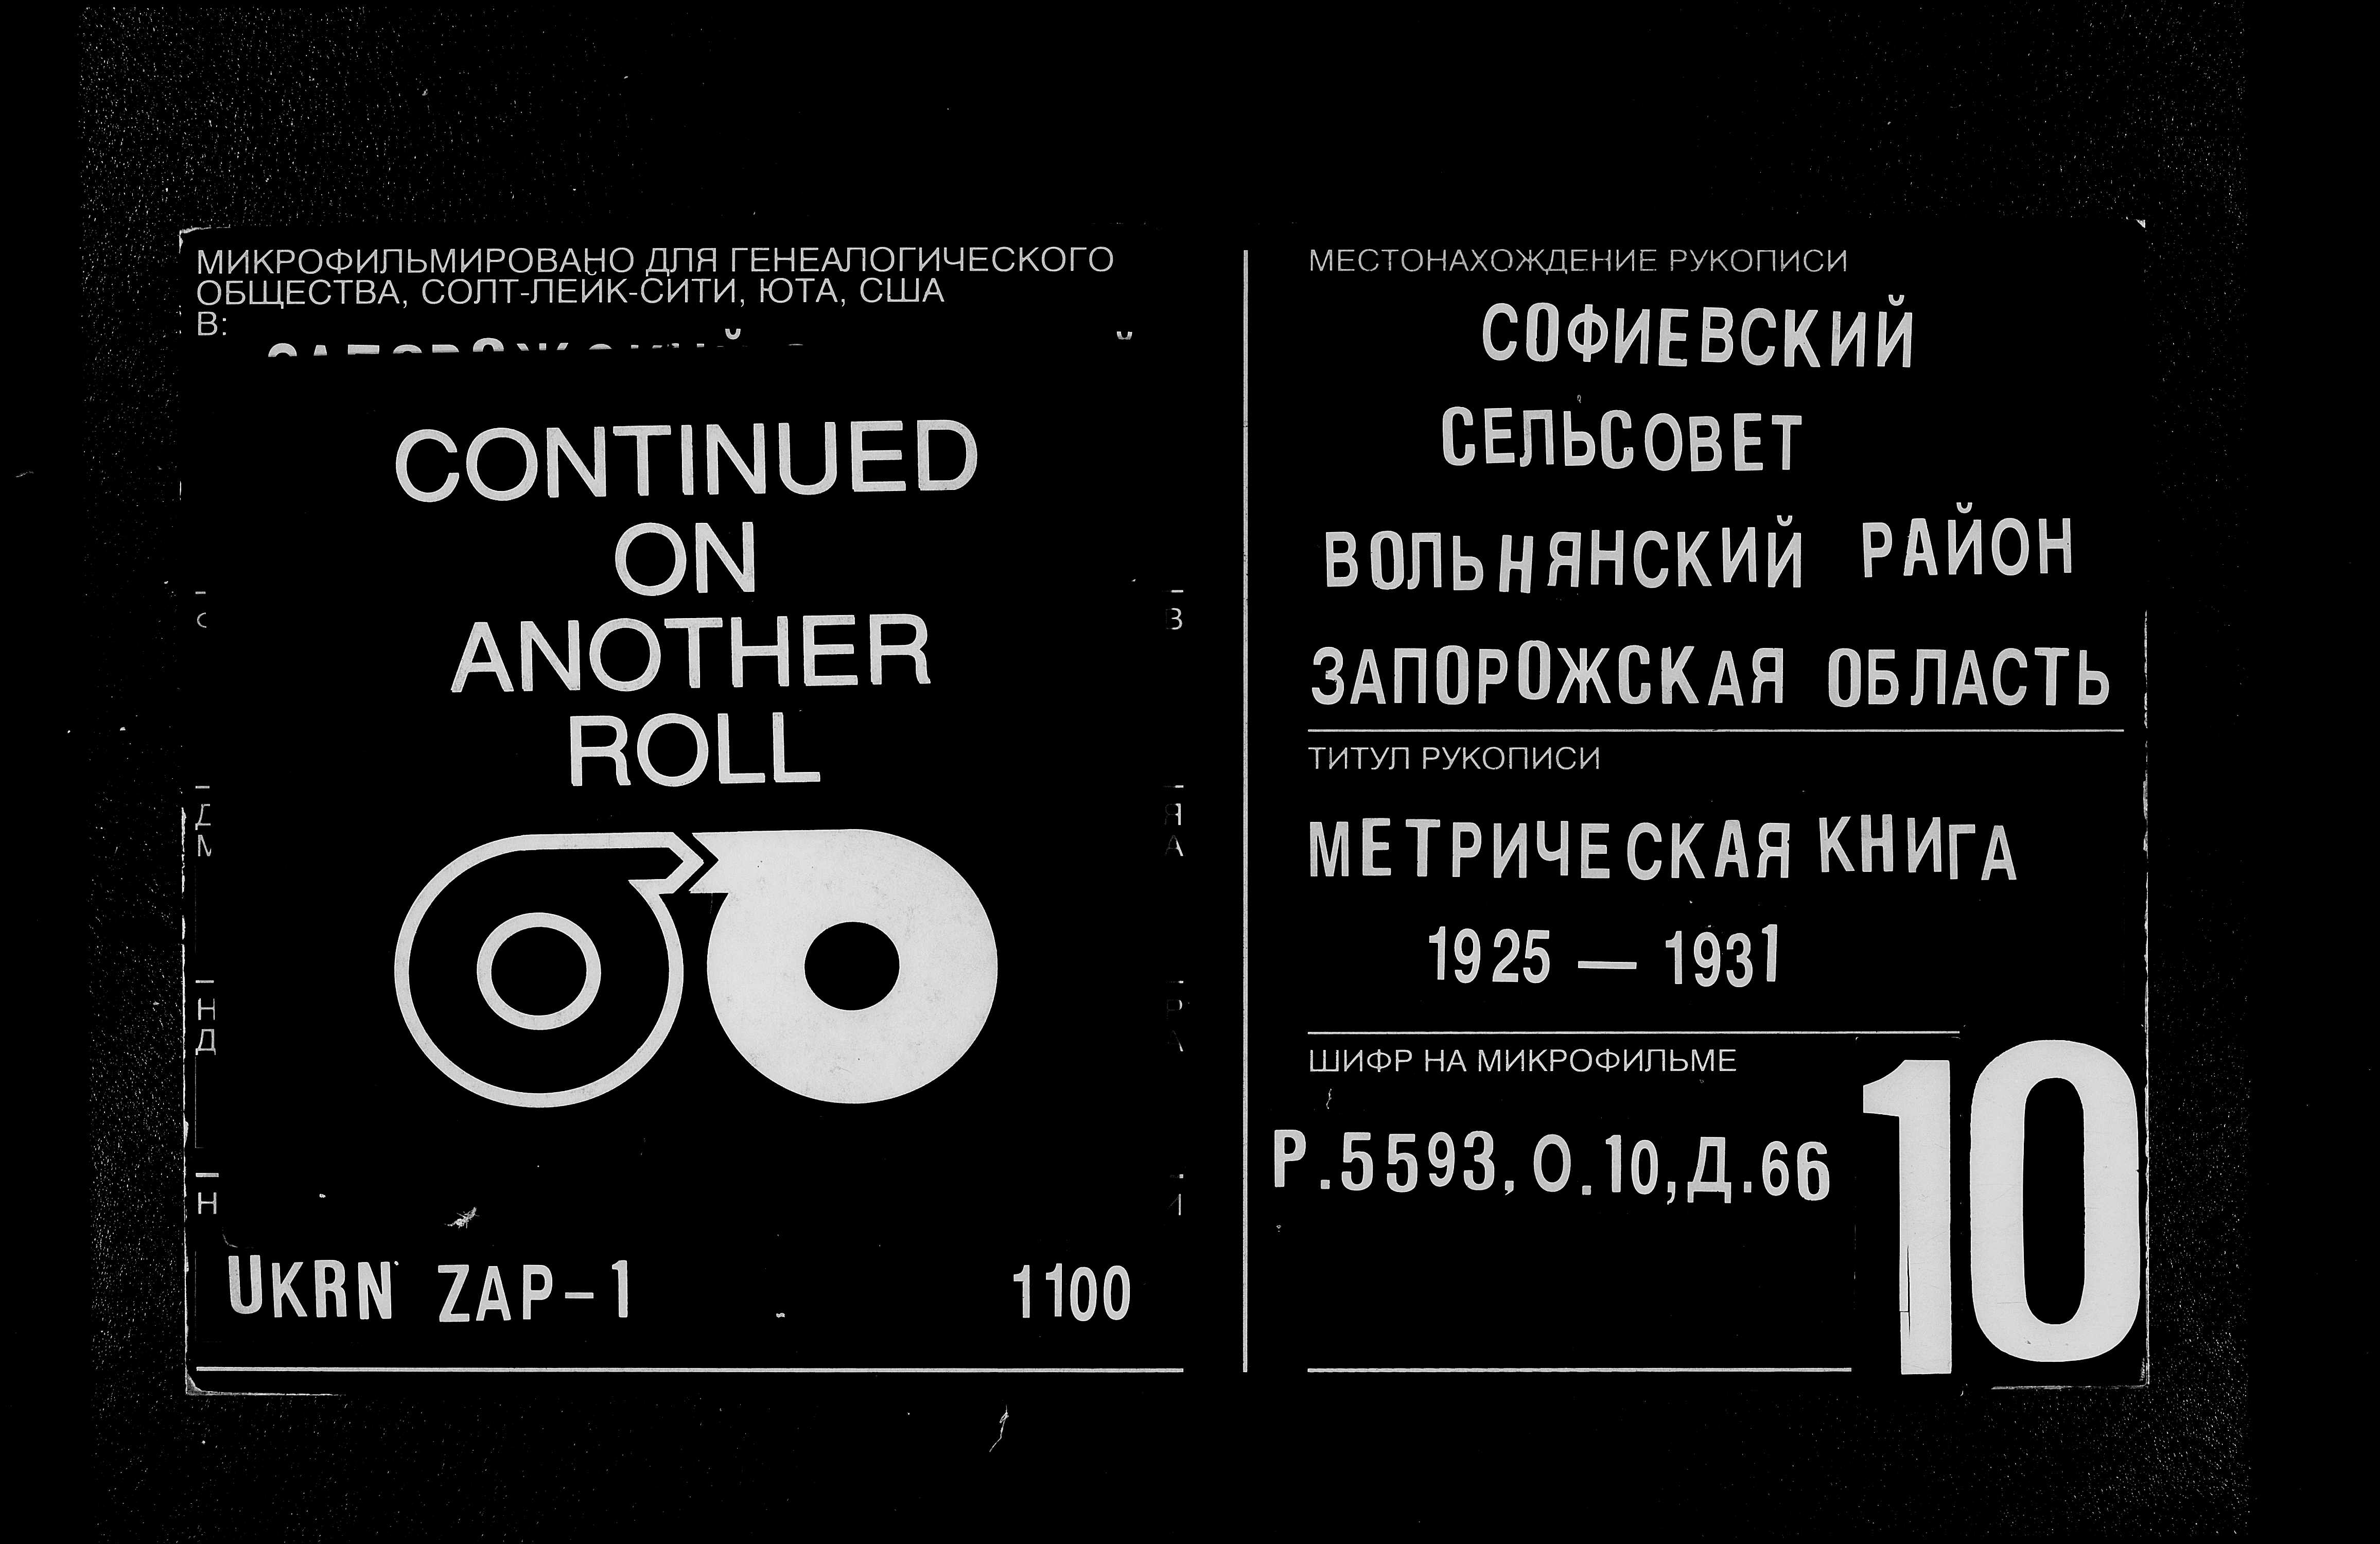 МИКРОФИЛЬМИРОВАНО ДЛЯ ГЕНЕАЛОГИЧЕСКОГО
ОБЩЕСТВА, СОЛТ-ЛЕЙК-СИТИ, ЮТА, США
В:
CONTINUED
ON
ANOTHER
ROLL
UKRN ZAP-1 1100
МЕСТОНАХОЖДЕНИЕ РУКОПИСИ
СОФИЕВСКИЙ
СЕЛЬСОВЕТ
ВОЛЬНЯНСКИЙ РАЙОН
ЗАПОРОЖСКАЯ ОБЛАСТЬ
ТИТУЛ РУКОПИСИ
МЕТРИЧЕСКАЯ КНИГА
1925 — 1931
ШИФР НА МИКРОФИЛЬМЕ
Р.5593, О.10, Д.66
10